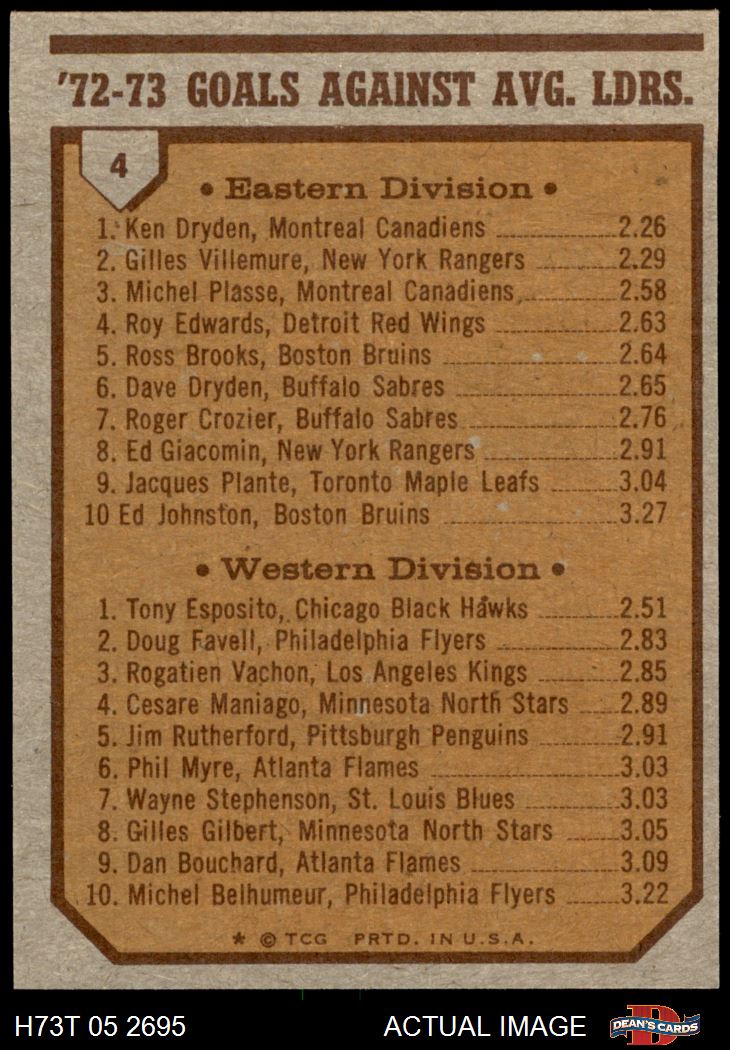 '72-73 GOALS AGAINST AVG. LDRS.
4
• Eastern Division •
1. Ken Dryden, Montreal Canadiens 2.26
2. Gilles Villemure, New York Rangers 2.29
3. Michel Plasse, Montreal Canadiens 2.58
4. Roy Edwards, Detroit Red Wings 2.63
5. Ross Brooks, Boston Bruins 2.64
6. Dave Dryden, Buffalo Sabres 2.65
7. Roger Crozier, Buffalo Sabres 2.76
8. Ed Giacomin, New York Rangers 2.91
9. Jacques Plante, Toronto Maple Leafs 3.04
10 Ed Johnston, Boston Bruins 3.27
• Western Division •
1. Tony Esposito, Chicago Black Hawks 2.51
2. Doug Favell, Philadelphia Flyers 2.83
3. Rogatien Vachon, Los Angeles Kings 2.85
4. Cesare Maniago, Minnesota North Stars 2.89
5. Jim Rutherford, Pittsburgh Penguins 2.91
6. Phil Myre, Atlanta Flames 3.03
7. Wayne Stephenson, St. Louis Blues 3.03
8. Gilles Gilbert, Minnesota North Stars 3.05
9. Dan Bouchard, Atlanta Flames 3.09
10. Michel Belhumeur, Philadelphia Flyers 3.22
* © TCG PRTD. IN U.S.A.
H73T 05 2695 ACTUAL IMAGE DEAN'S CARDS